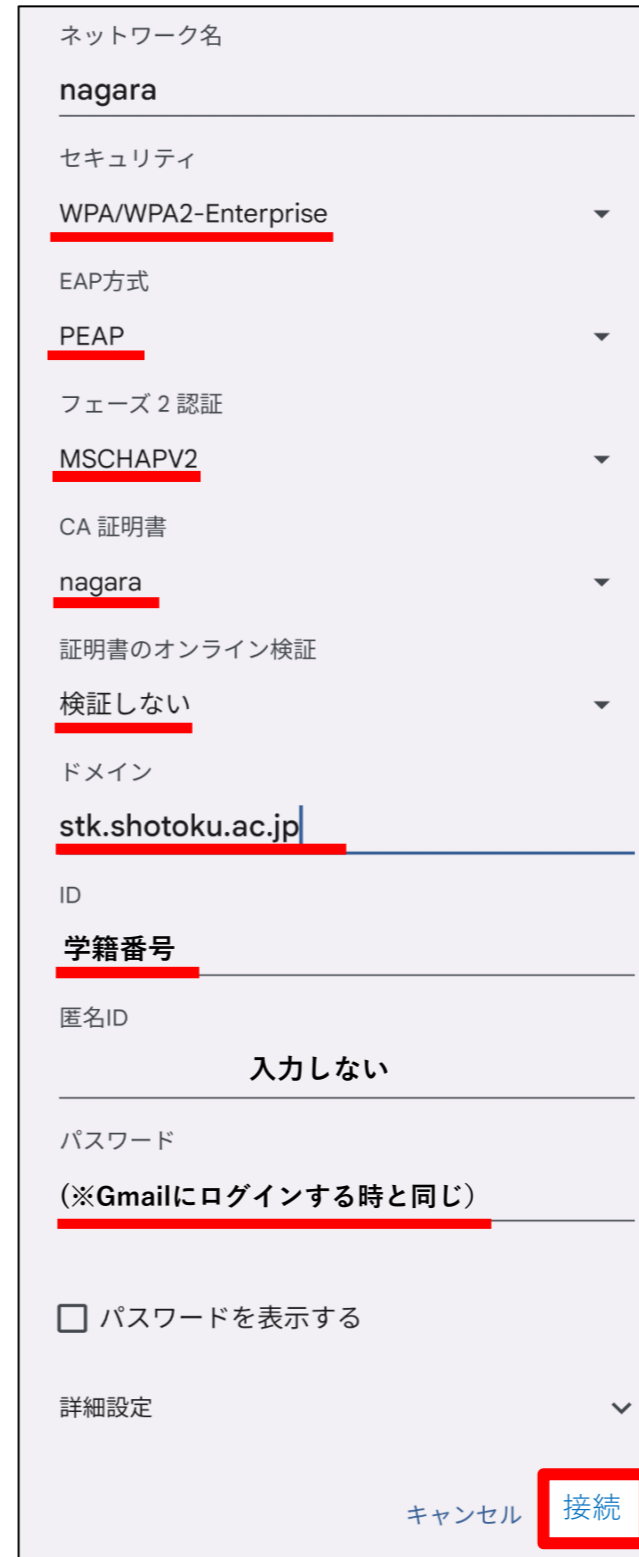 ネットワーク名
nagara
セキュリティ
WPA/WPA2-Enterprise
EAP方式
PEAP
フェーズ 2 認証
MSCHAPV2
CA 証明書
nagara
証明書のオンライン検証
検証しない
ドメイン
stk.shotoku.ac.jp
ID
学籍番号
匿名ID
入力しない
パスワード
(※Gmailにログインする時と同じ)
パスワードを表示する
詳細設定
キャンセル 接続